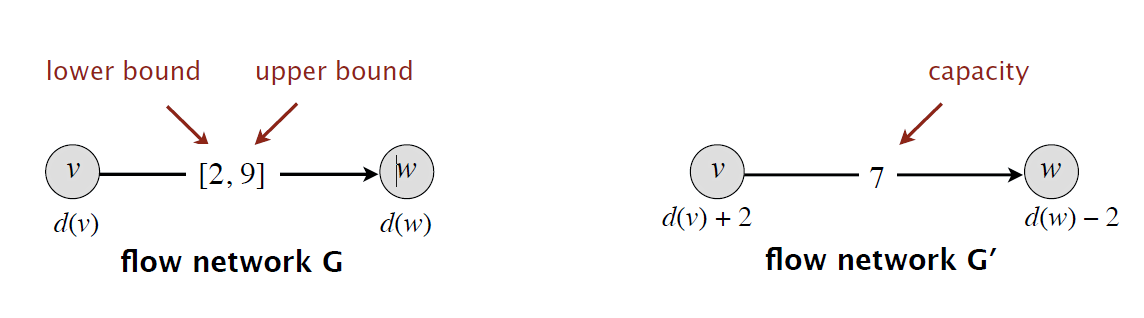 lower bound upper bound
v [2, 9] w
d(v) d(w)
flow network G
capacity
v 7 w
d(v) + 2 d(w) − 2
flow network G′